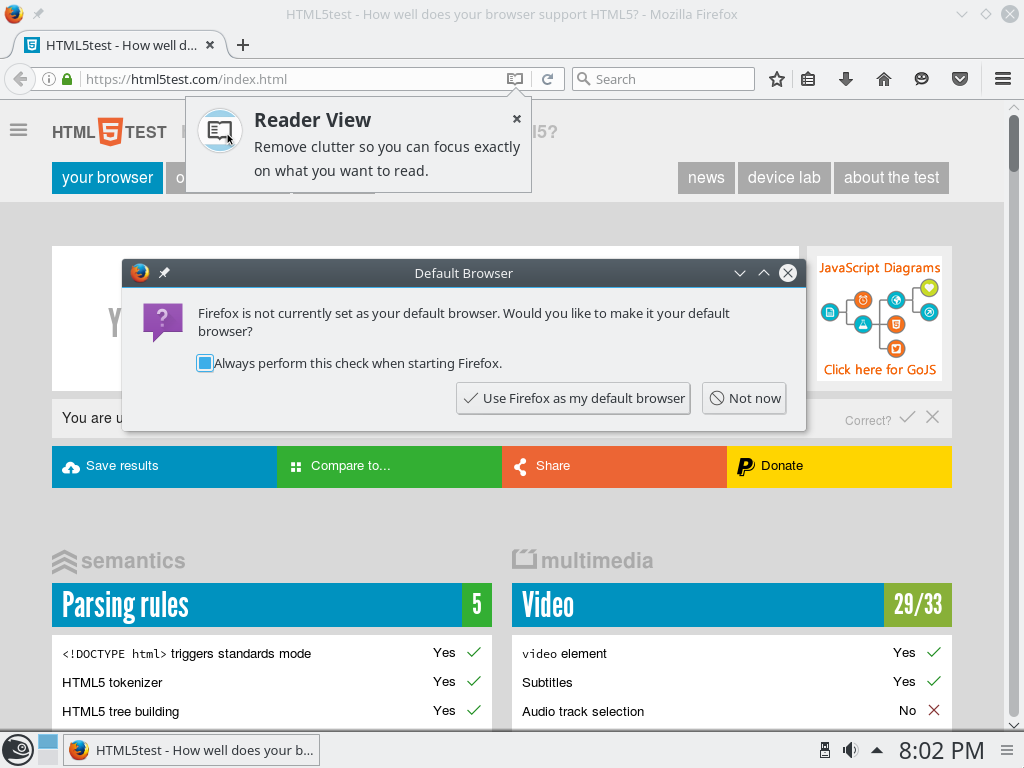 HTML5test - How well does your browser support HTML5? - Mozilla Firefox
HTML5test - How well d...
https://html5test.com/index.html
Search
Reader View
Remove clutter so you can focus exactly
on what you want to read.
HTML 5 TEST
l5?
your browser
news
device lab
about the test
Default Browser
Firefox is not currently set as your default browser. Would you like to make it your default
browser?
Always perform this check when starting Firefox.
Use Firefox as my default browser
Not now
JavaScript Diagrams
Click here for GoJS
You are u
Correct?
Save results
Compare to...
Share
Donate
semantics
multimedia
Parsing rules 5
Video 29/33
<!DOCTYPE html> triggers standards mode Yes
video element Yes
HTML5 tokenizer Yes
Subtitles Yes
HTML5 tree building Yes
Audio track selection No
HTML5test - How well does your b...
8:02 PM